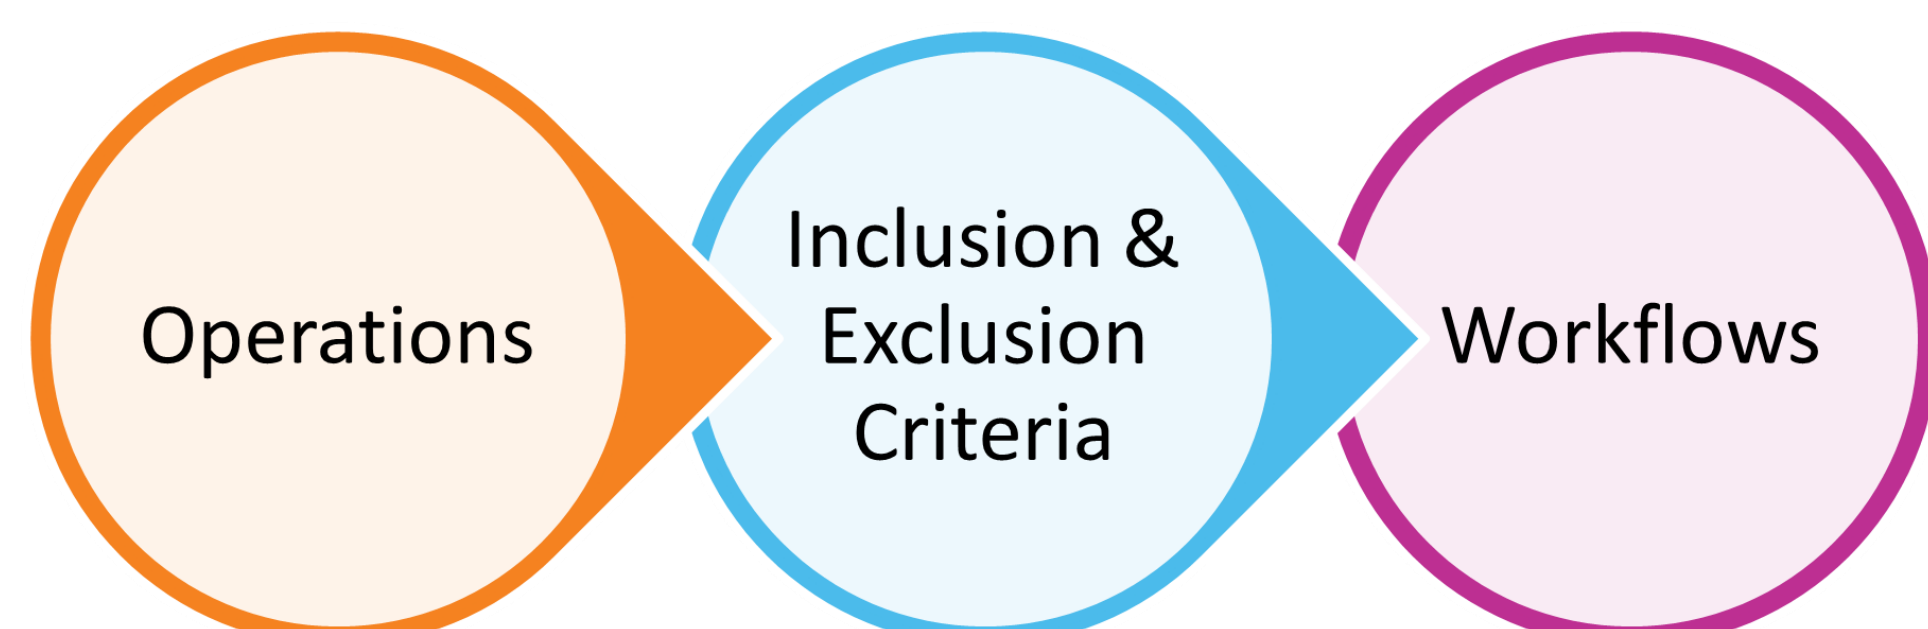 Operations
Inclusion &
Exclusion
Criteria
Workflows